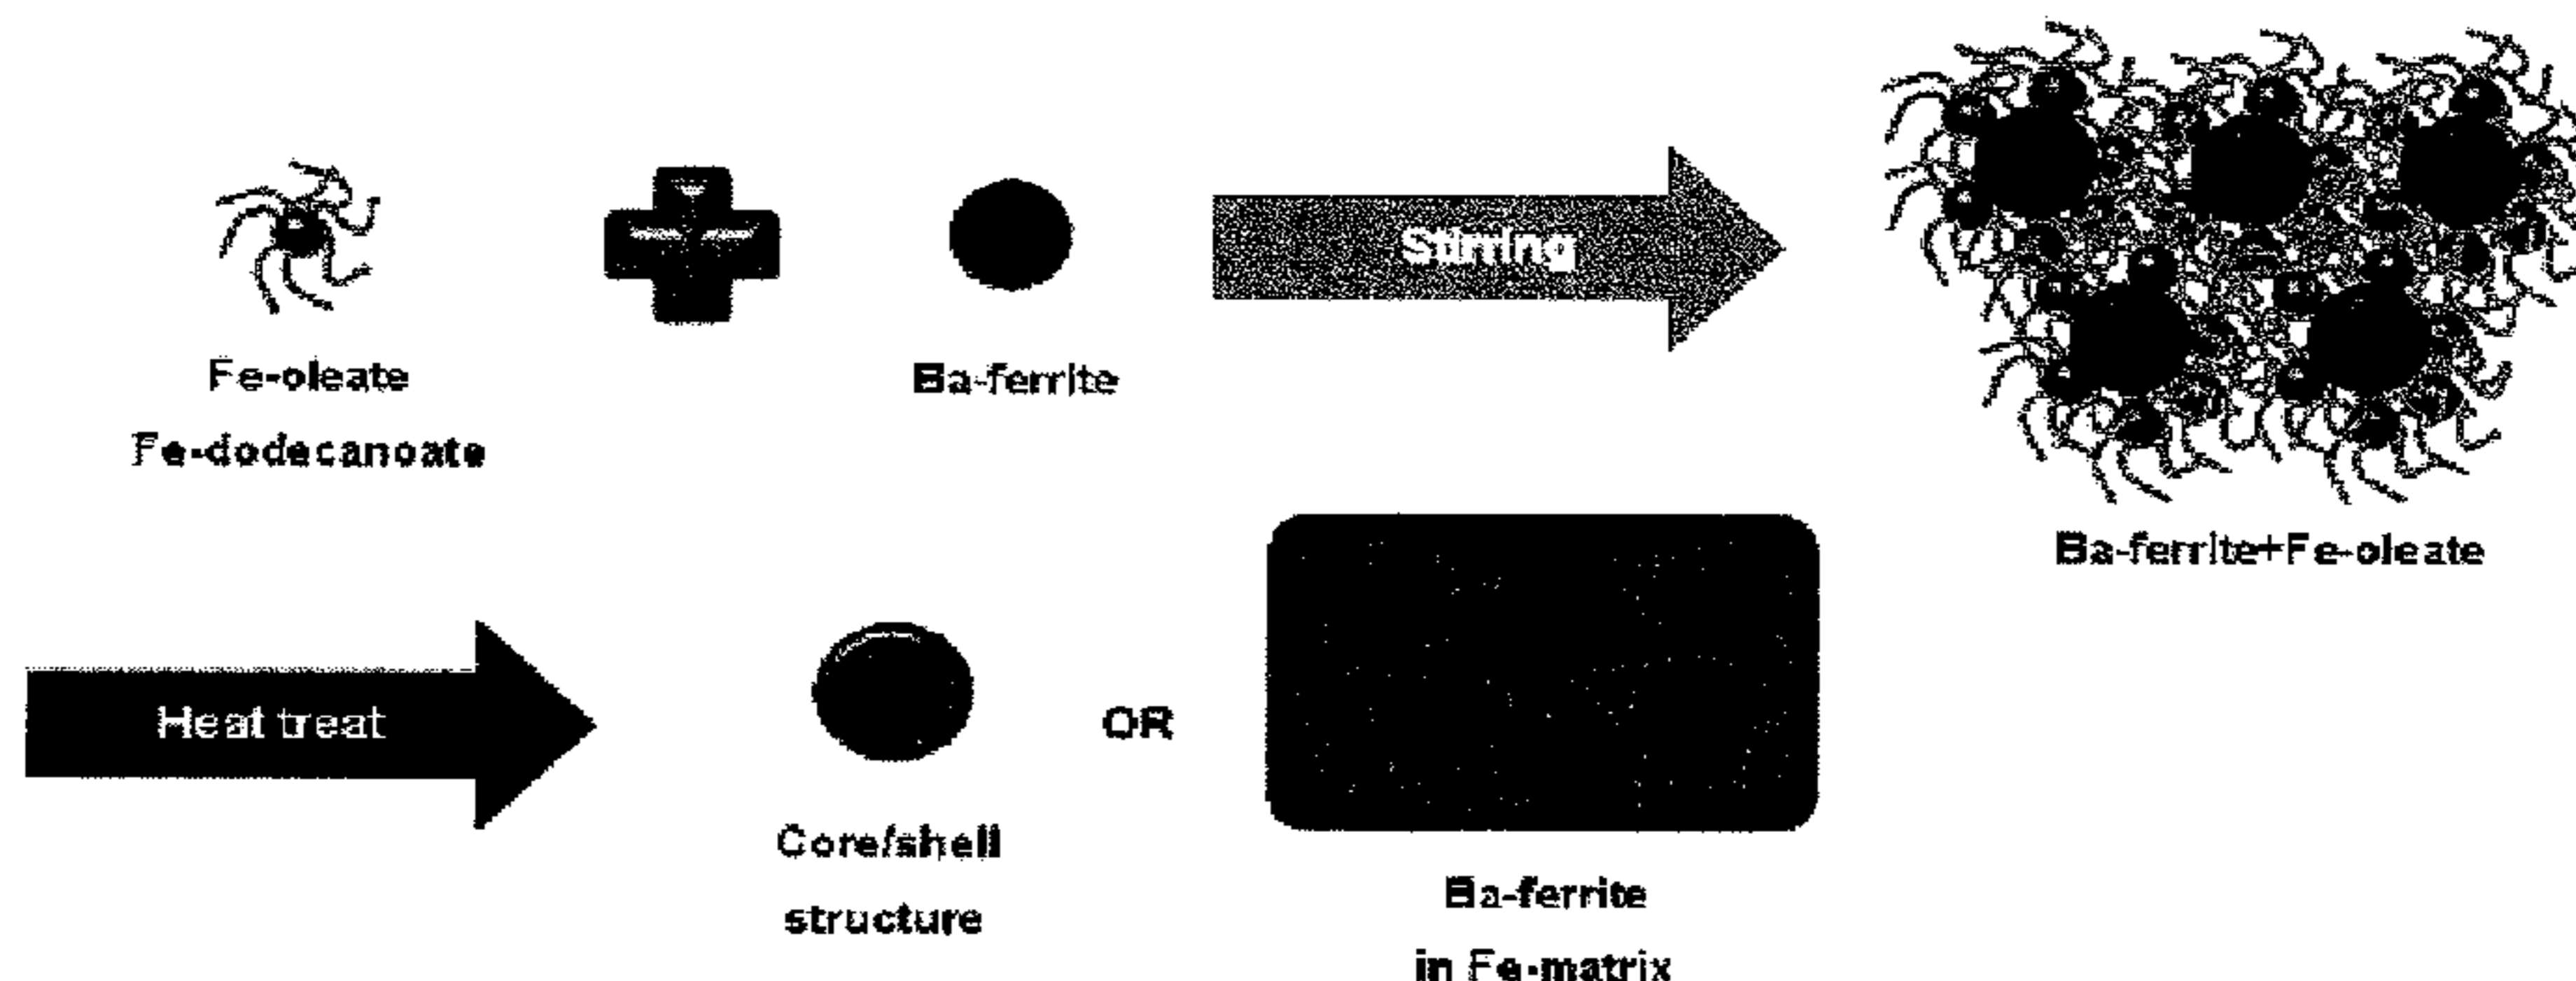 Fe-oleate
Fe-dodecanoate
Ba-ferrite
Stirring
Ba-ferrite+Fe-oleate
Heat treat
Core/shell
structure
OR
Ba-ferrite
in Fe-matrix